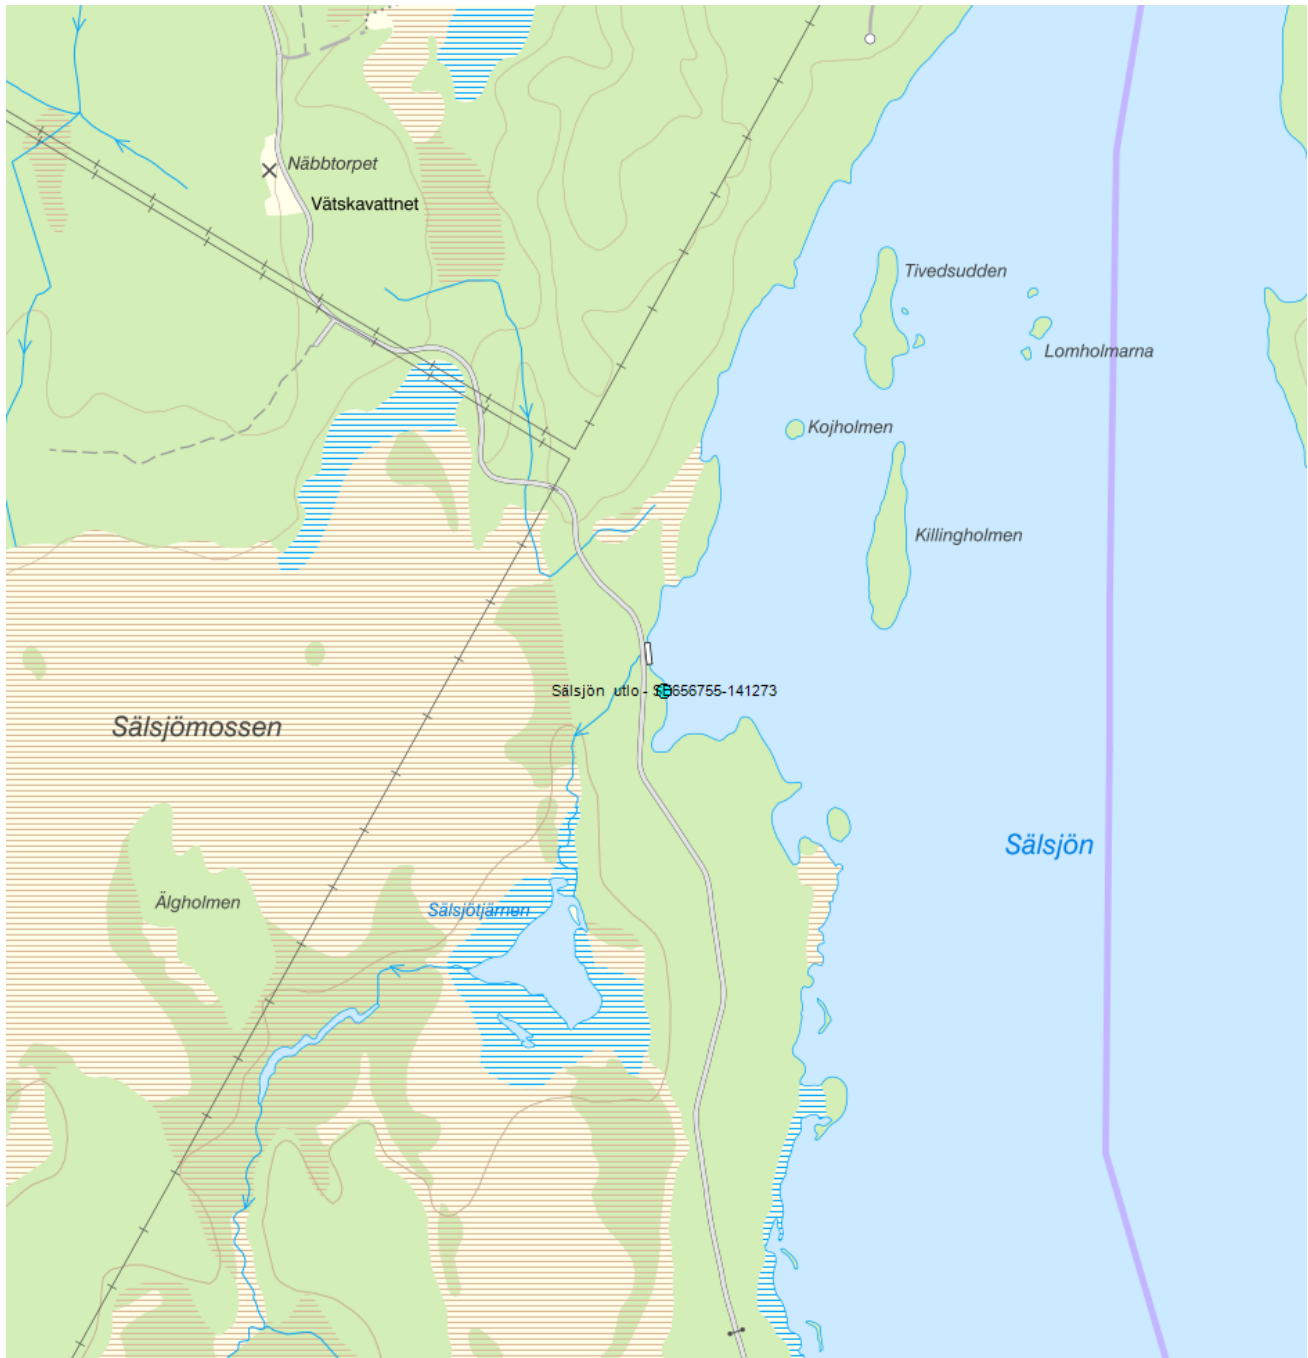 Näbbtorpet
Vätskavattnet
Tivedsudden
Lomholmarna
Kojholmen
Killingholmen
Sälsjön utlo - SE656755-141273
Sälsjömossen
Sälsjön
Älgholmen
Sälsjötjärnen